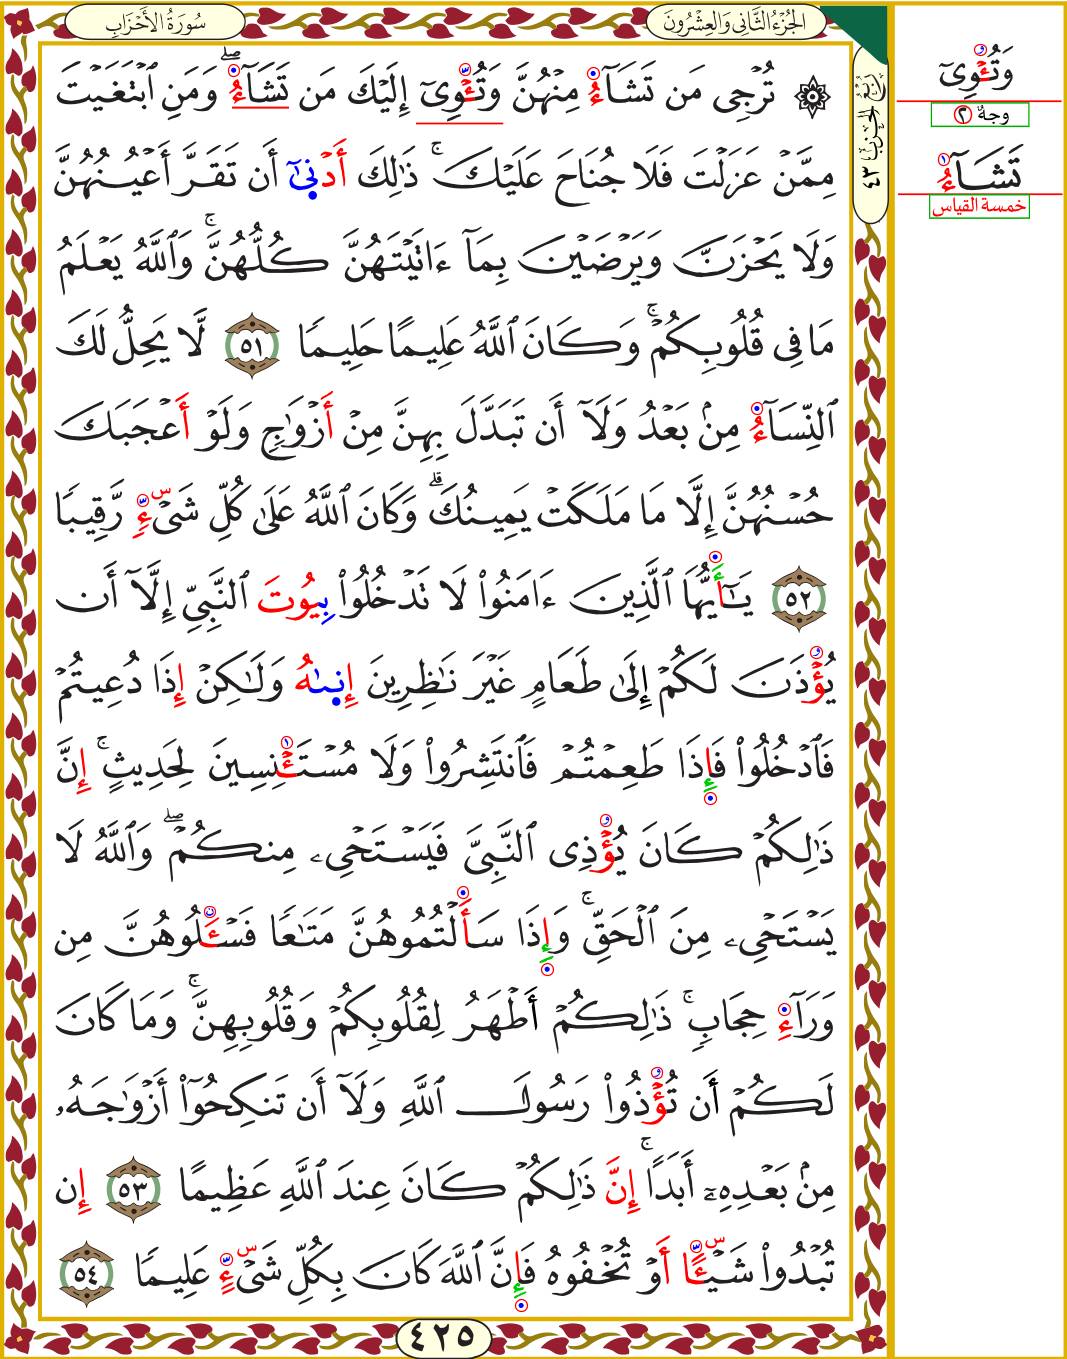 سُورَةُ الأَحْزَابِ
الجُزْءُ الثَّانِي وَالعِشْرُونَ
رُبْعُ الحِزْبِ ٤٣
۞ تُرْجِى مَن تَشَآءُ مِنْهُنَّ وَتُـْٔوِىٓ إِلَيْكَ مَن تَشَآءُ ۖ وَمَنِ ٱبْتَغَيْتَ
مِمَّنْ عَزَلْتَ فَلَا جُنَاحَ عَلَيْكَ ۚ ذَٰلِكَ أَدْنَىٰٓ أَن تَقَرَّ أَعْيُنُهُنَّ
وَلَا يَحْزَنَّ وَيَرْضَيْنَ بِمَآ ءَاتَيْتَهُنَّ كُلُّهُنَّ ۚ وَٱللَّهُ يَعْلَمُ
مَا فِى قُلُوبِكُمْ ۚ وَكَانَ ٱللَّهُ عَلِيمًا حَلِيمًا ٥١ لَّا يَحِلُّ لَكَ
ٱلنِّسَآءُ مِنۢ بَعْدُ وَلَآ أَن تَبَدَّلَ بِهِنَّ مِنْ أَزْوَٰجٍ وَلَوْ أَعْجَبَكَ
حُسْنُهُنَّ إِلَّا مَا مَلَكَتْ يَمِينُكَ ۗ وَكَانَ ٱللَّهُ عَلَىٰ كُلِّ شَىْءٍ رَّقِيبًا
٥٢ يَـٰٓأَيُّهَا ٱلَّذِينَ ءَامَنُوا۟ لَا تَدْخُلُوا۟ بِيُوتَ ٱلنَّبِىِّ إِلَّآ أَن
يُؤْذَنَ لَكُمْ إِلَىٰ طَعَامٍ غَيْرَ نَـٰظِرِينَ إِنَىٰهُ وَلَـٰكِنْ إِذَا دُعِيتُمْ
فَٱدْخُلُوا۟ فَإِذَا طَعِمْتُمْ فَٱنتَشِرُوا۟ وَلَا مُسْتَـْٔنِسِينَ لِحَدِيثٍ ۚ إِنَّ
ذَٰلِكُمْ كَانَ يُؤْذِى ٱلنَّبِىَّ فَيَسْتَحْىِۦ مِنكُمْ ۖ وَٱللَّهُ لَا
يَسْتَحْىِۦ مِنَ ٱلْحَقِّ ۚ وَإِذَا سَأَلْتُمُوهُنَّ مَتَـٰعًا فَسْـَٔلُوهُنَّ مِن
وَرَآءِ حِجَابٍ ۚ ذَٰلِكُمْ أَطْهَرُ لِقُلُوبِكُمْ وَقُلُوبِهِنَّ ۚ وَمَا كَانَ
لَكُمْ أَن تُؤْذُوا۟ رَسُولَ ٱللَّهِ وَلَآ أَن تَنكِحُوٓا۟ أَزْوَٰجَهُۥ
مِنۢ بَعْدِهِۦٓ أَبَدًا ۚ إِنَّ ذَٰلِكُمْ كَانَ عِندَ ٱللَّهِ عَظِيمًا ٥٣ إِن
تُبْدُوا۟ شَيْـًٔا أَوْ تُخْفُوهُ فَإِنَّ ٱللَّهَ كَانَ بِكُلِّ شَىْءٍ عَلِيمًا ٥٤
٤٢٥
وَتُـْٔوِىٓ
وجهٌ ٢
تَشَآءُ
خمسة القياس